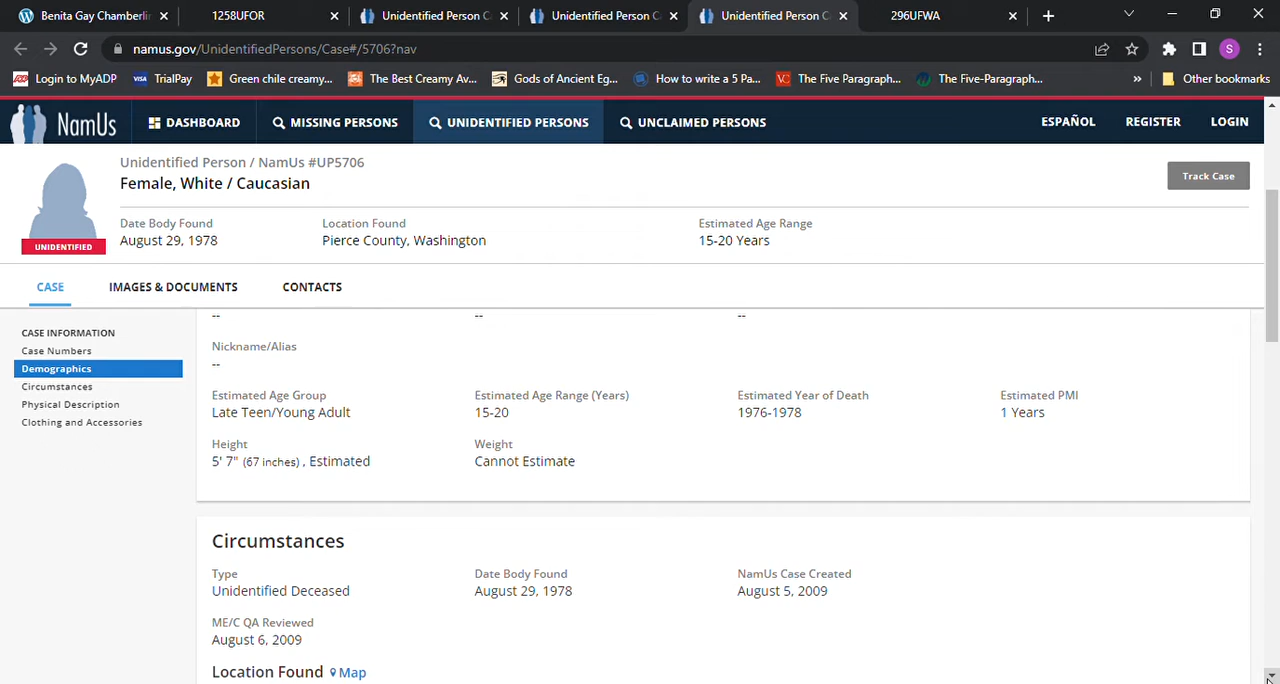 Benita Gay Chamberlin
1258UFOR
Unidentified Person C
Unidentified Person C
Unidentified Person C
296UFWA
namus.gov/UnidentifiedPersons/Case#/5706?nav
S
Login to MyADP
VISA TrialPay
Green chile creamy...
The Best Creamy Av...
Gods of Ancient Eg...
How to write a 5 Pa...
VC The Five Paragraph...
The Five-Paragraph...
»
Other bookmarks
NamUs
DASHBOARD
MISSING PERSONS
UNIDENTIFIED PERSONS
UNCLAIMED PERSONS
ESPAÑOL
REGISTER
LOGIN
Unidentified Person / NamUs #UP5706
Female, White / Caucasian
Track Case
UNIDENTIFIED
Date Body Found
August 29, 1978
Location Found
Pierce County, Washington
Estimated Age Range
15-20 Years
CASE
IMAGES & DOCUMENTS
CONTACTS
CASE INFORMATION
Case Numbers
Demographics
Circumstances
Physical Description
Clothing and Accessories
--
--
--
Nickname/Alias
--
Estimated Age Group
Late Teen/Young Adult
Estimated Age Range (Years)
15-20
Estimated Year of Death
1976-1978
Estimated PMI
1 Years
Height
5' 7" (67 inches) , Estimated
Weight
Cannot Estimate
Circumstances
Type
Unidentified Deceased
Date Body Found
August 29, 1978
NamUs Case Created
August 5, 2009
ME/C QA Reviewed
August 6, 2009
Location Found Map